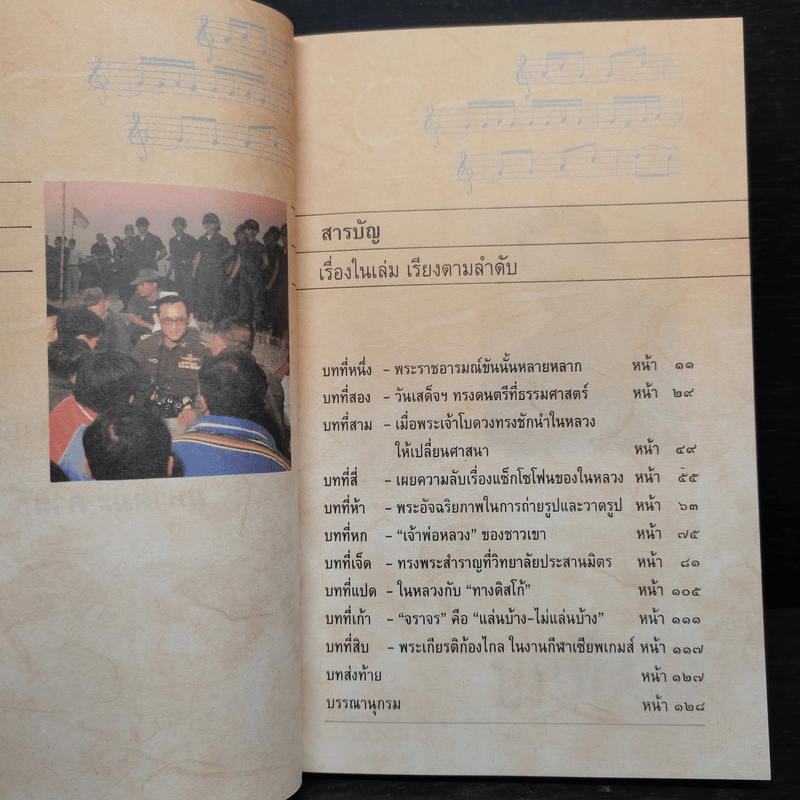 สารบัญ
เรื่องในเล่ม เรียงตามลำดับ
บทที่หนึ่ง - พระราชอารมณ์ขันนั้นหลายหลาก หน้า ๑๑
บทที่สอง - วันเสด็จฯ ทรงดนตรีที่ธรรมศาสตร์ หน้า ๒๙
บทที่สาม - เมื่อพระเจ้าโบดวงทรงชักนำในหลวง
ให้เปลี่ยนศาสนา หน้า ๔๙
บทที่สี่ - เผยความลับเรื่องแซ็กโซโฟนของในหลวง หน้า ๕๕
บทที่ห้า - พระอัจฉริยภาพในการถ่ายรูปและวาดรูป หน้า ๖๓
บทที่หก - “เจ้าพ่อหลวง” ของชาวเขา หน้า ๗๕
บทที่เจ็ด - ทรงพระสำราญที่วิทยาลัยประสานมิตร หน้า ๘๑
บทที่แปด - ในหลวงกับ “ทางดิสโก้” หน้า ๑๐๕
บทที่เก้า - “จราจร” คือ “แล่นบ้าง-ไม่แล่นบ้าง” หน้า ๑๑๑
บทที่สิบ - พระเกียรติก้องไกล ในงานกีฬาเซียพเกมส์ หน้า ๑๑๗
บทส่งท้าย หน้า ๑๒๗
บรรณานุกรม หน้า ๑๒๘